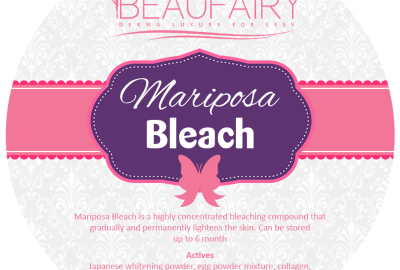 BEAUFAIRY
DERMA LUXURY FOR LESS
Mariposa
Bleach
Mariposa Bleach is a highly concentrated bleaching compound that
gradually and permanently lightens the skin. Can be stored
up to 6 month
Actives
Japanese whitening powder, egg powder mixture, collagen,